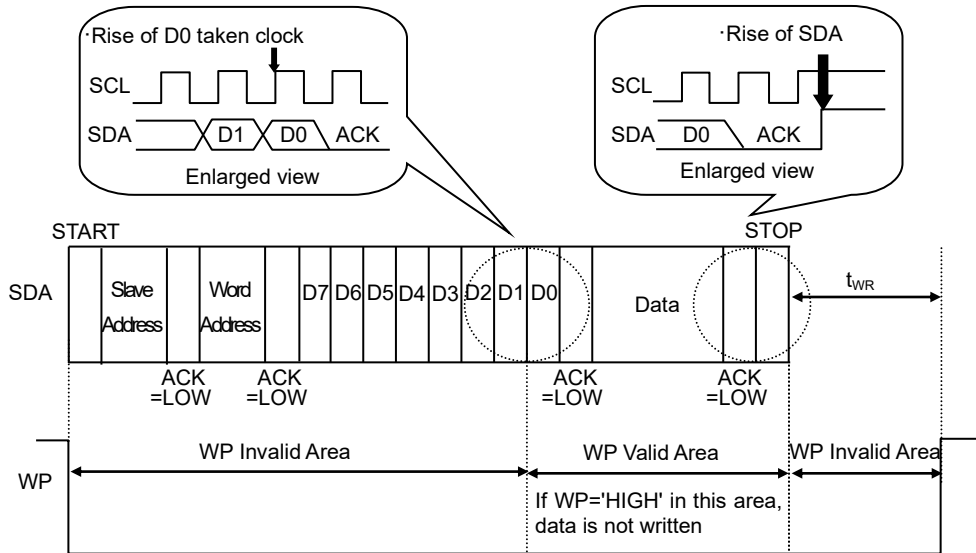 ·Rise of D0 taken clock
SCL
SDA D1 D0 ACK
Enlarged view
·Rise of SDA
SCL
SDA D0 ACK
Enlarged view
START STOP
SDA Slave Address Word Address D7 D6 D5 D4 D3 D2 D1 D0 Data tWR
ACK =LOW ACK =LOW ACK =LOW ACK =LOW
WP WP Invalid Area WP Valid Area WP Invalid Area
If WP='HIGH' in this area,
data is not written